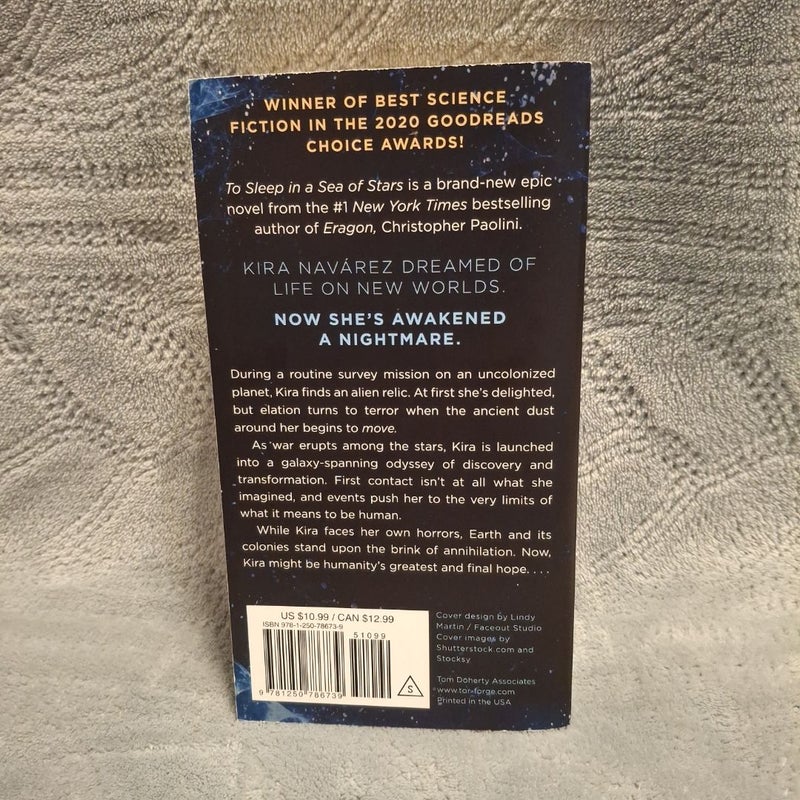 WINNER OF BEST SCIENCE
FICTION IN THE 2020 GOODREADS
CHOICE AWARDS!
To Sleep in a Sea of Stars is a brand-new epic
novel from the #1 New York Times bestselling
author of Eragon, Christopher Paolini.
KIRA NAVÁREZ DREAMED OF
LIFE ON NEW WORLDS.
NOW SHE'S AWAKENED
A NIGHTMARE.
During a routine survey mission on an uncolonized
planet, Kira finds an alien relic. At first she's delighted,
but elation turns to terror when the ancient dust
around her begins to move.
As war erupts among the stars, Kira is launched
into a galaxy-spanning odyssey of discovery and
transformation. First contact isn't at all what she
imagined, and events push her to the very limits of
what it means to be human.
While Kira faces her own horrors, Earth and its
colonies stand upon the brink of annihilation. Now,
Kira might be humanity's greatest and final hope. . . .
US $10.99 / CAN $12.99
ISBN 978-1-250-78673-9
51099
9 781250 786739
S
Cover design by Lindy
Martin / Faceout Studio
Cover images by
Shutterstock.com and
Stocksy
Tom Doherty Associates
www.tor-forge.com
Printed in the USA